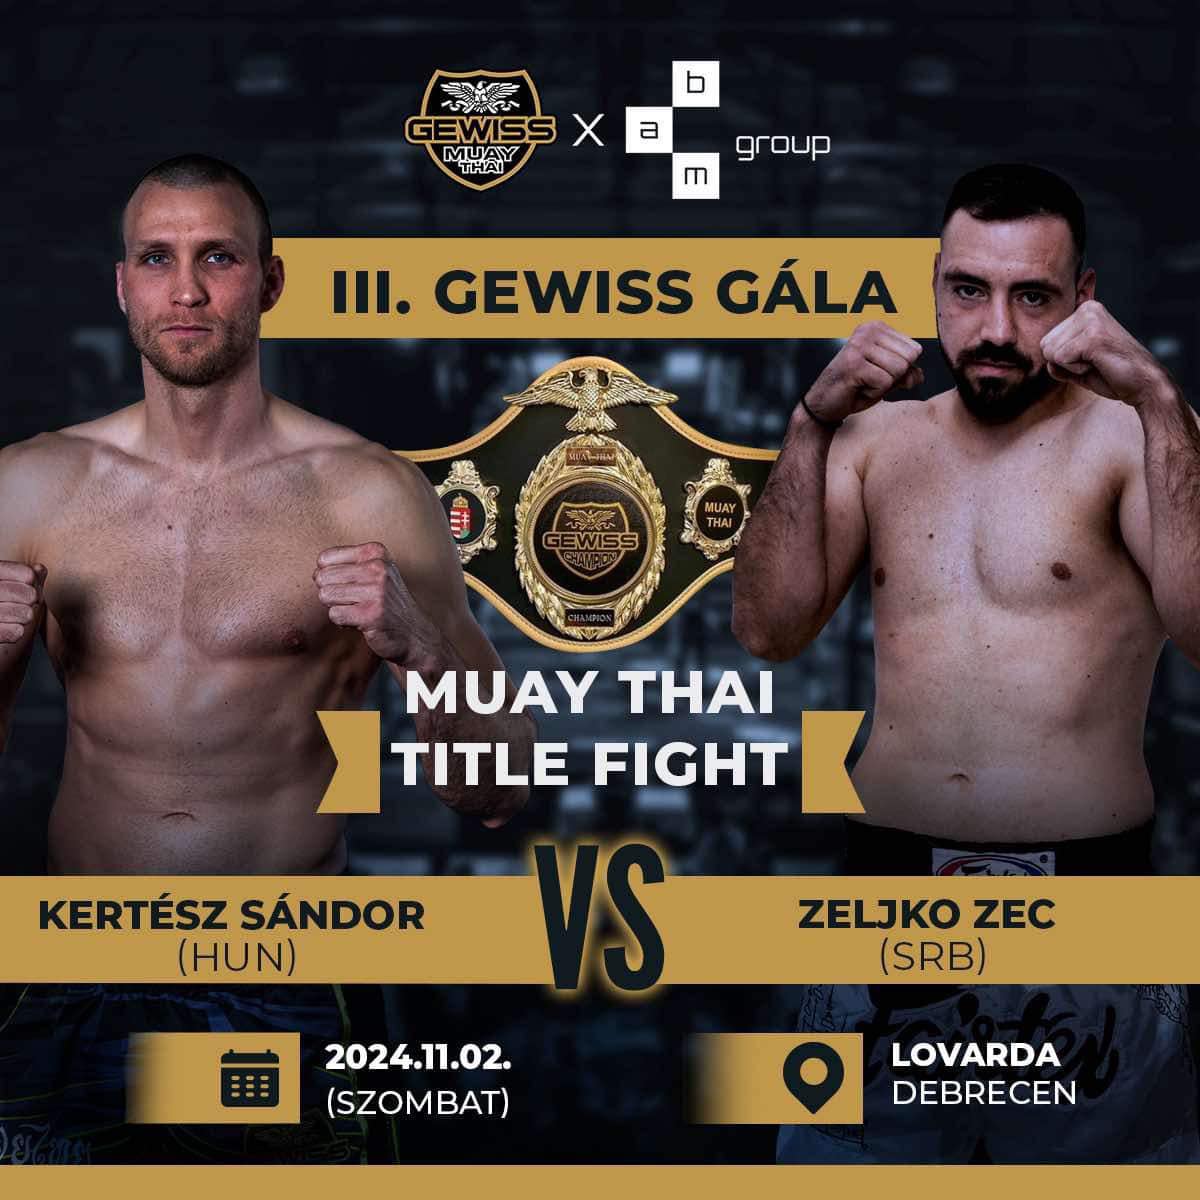 GEWISS
MUAY
THAI
X
b
a
m
group
III. GEWISS GÁLA
MUAY THAI
GEWISS
CHAMPION
CHAMPION
MUAY
THAI
MUAY THAI
TITLE FIGHT
®
KERTÉSZ SÁNDOR
(HUN)
VS
ZELJKO ZEC
(SRB)
2024.11.02.
(SZOMBAT)
LOVARDA
DEBRECEN
Fairtex